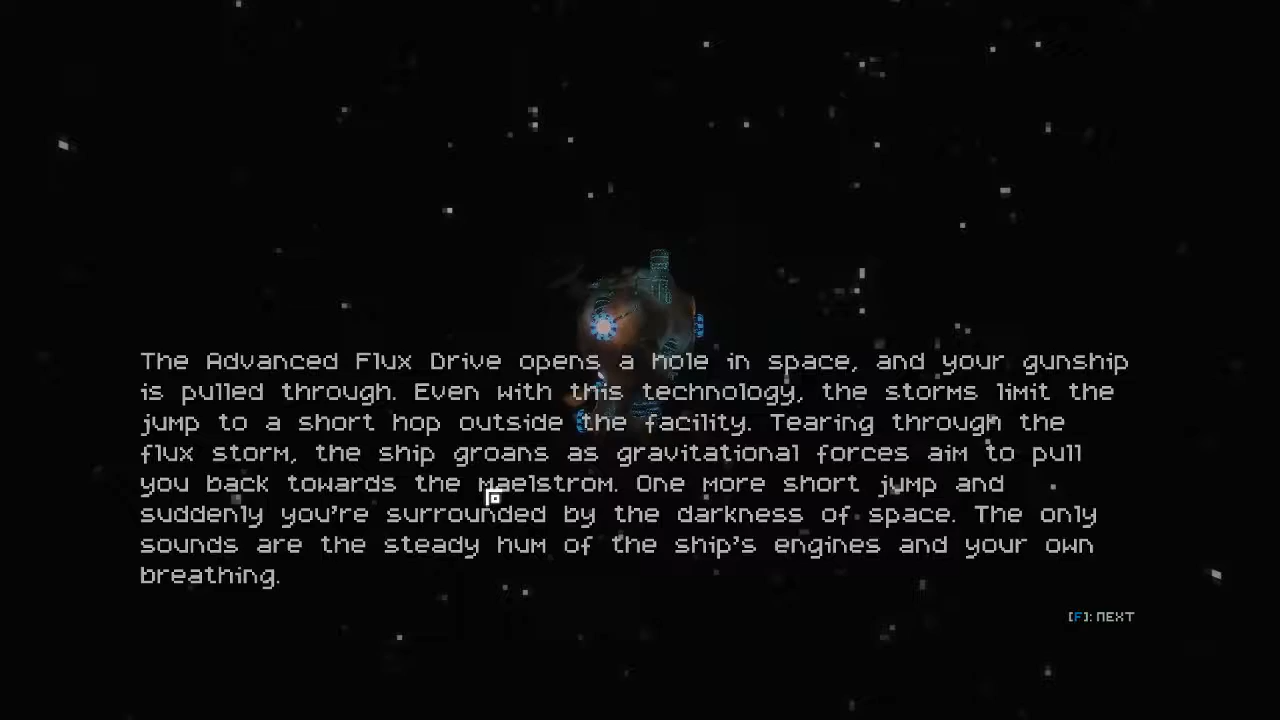 The Advanced Flux Drive opens a hole in space, and your gunship
is pulled through. Even with this technology, the storms limit the
jump to a short hop outside the facility. Tearing through the
flux storm, the ship groans as gravitational forces aim to pull
you back towards the maelstrom. One more short jump and
suddenly you're surrounded by the darkness of space. The only
sounds are the steady hum of the ship's engines and your own
breathing.
[F]: NEXT